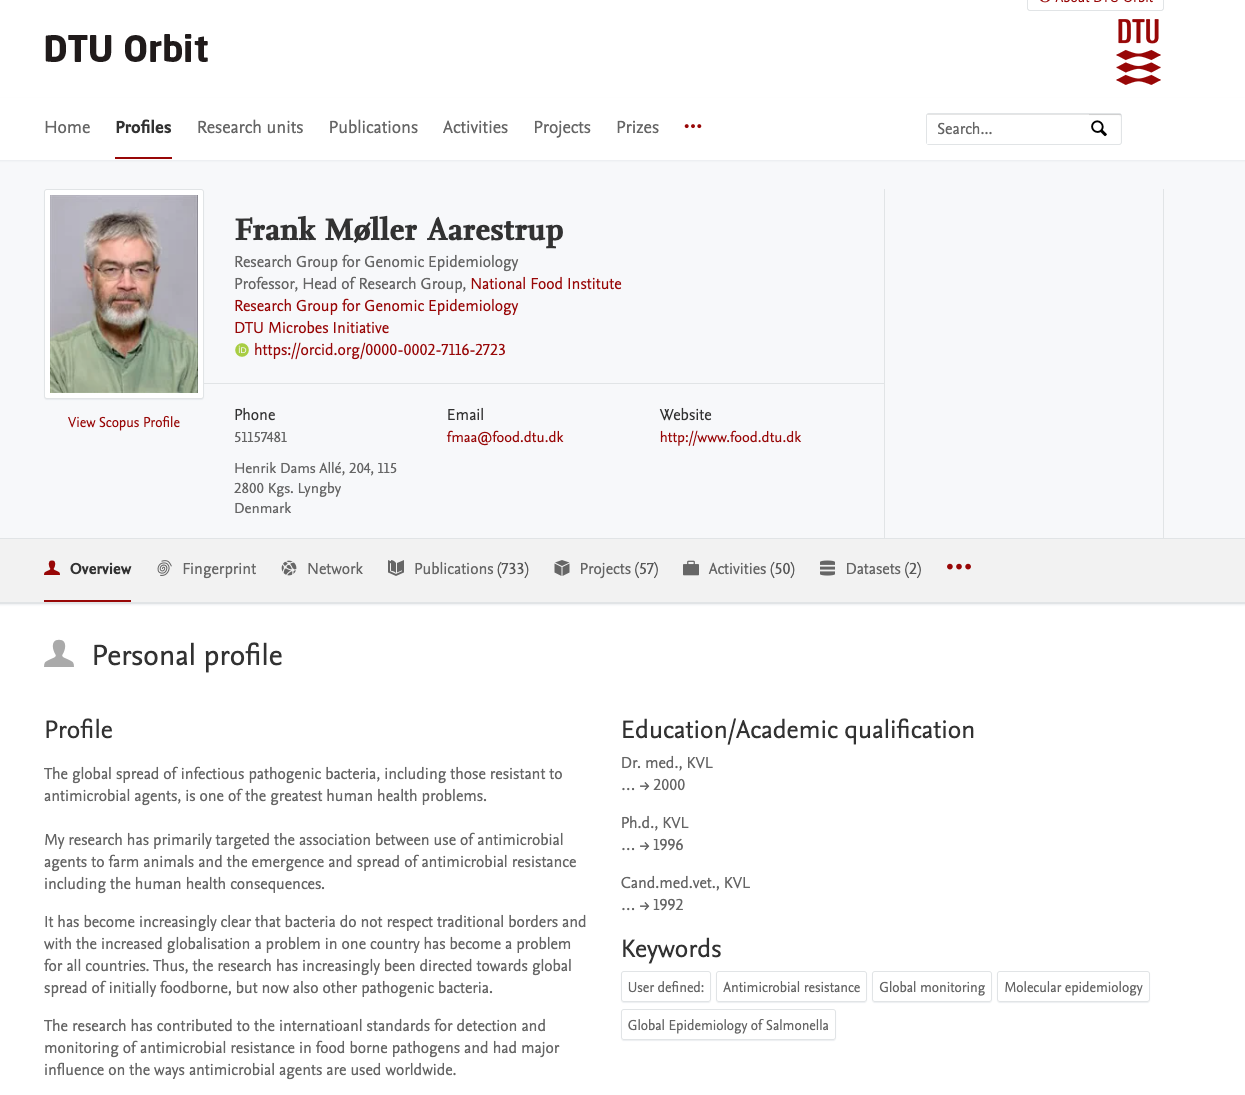 About DTU Orbit
DTU Orbit
DTU
Home Profiles Research units Publications Activities Projects Prizes •••
Search...
Frank Møller Aarestrup
Research Group for Genomic Epidemiology
Professor, Head of Research Group, National Food Institute
Research Group for Genomic Epidemiology
DTU Microbes Initiative
iD https://orcid.org/0000-0002-7116-2723
View Scopus Profile
Phone
51157481
Email
fmaa@food.dtu.dk
Website
http://www.food.dtu.dk
Henrik Dams Allé, 204, 115
2800 Kgs. Lyngby
Denmark
Overview Fingerprint Network Publications (733) Projects (57) Activities (50) Datasets (2) •••
Personal profile
Profile
The global spread of infectious pathogenic bacteria, including those resistant to
antimicrobial agents, is one of the greatest human health problems.
My research has primarily targeted the association between use of antimicrobial
agents to farm animals and the emergence and spread of antimicrobial resistance
including the human health consequences.
It has become increasingly clear that bacteria do not respect traditional borders and
with the increased globalisation a problem in one country has become a problem
for all countries. Thus, the research has increasingly been directed towards global
spread of initially foodborne, but now also other pathogenic bacteria.
The research has contributed to the internatioanl standards for detection and
monitoring of antimicrobial resistance in food borne pathogens and had major
influence on the ways antimicrobial agents are used worldwide.
Education/Academic qualification
Dr. med., KVL
… → 2000
Ph.d., KVL
… → 1996
Cand.med.vet., KVL
… → 1992
Keywords
User defined: Antimicrobial resistance Global monitoring Molecular epidemiology
Global Epidemiology of Salmonella